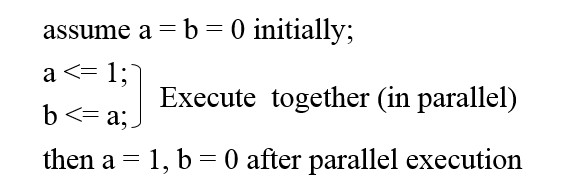 assume a = b = 0 initially;
a <= 1;
b <= a;
Execute together (in parallel)
then a = 1, b = 0 after parallel execution